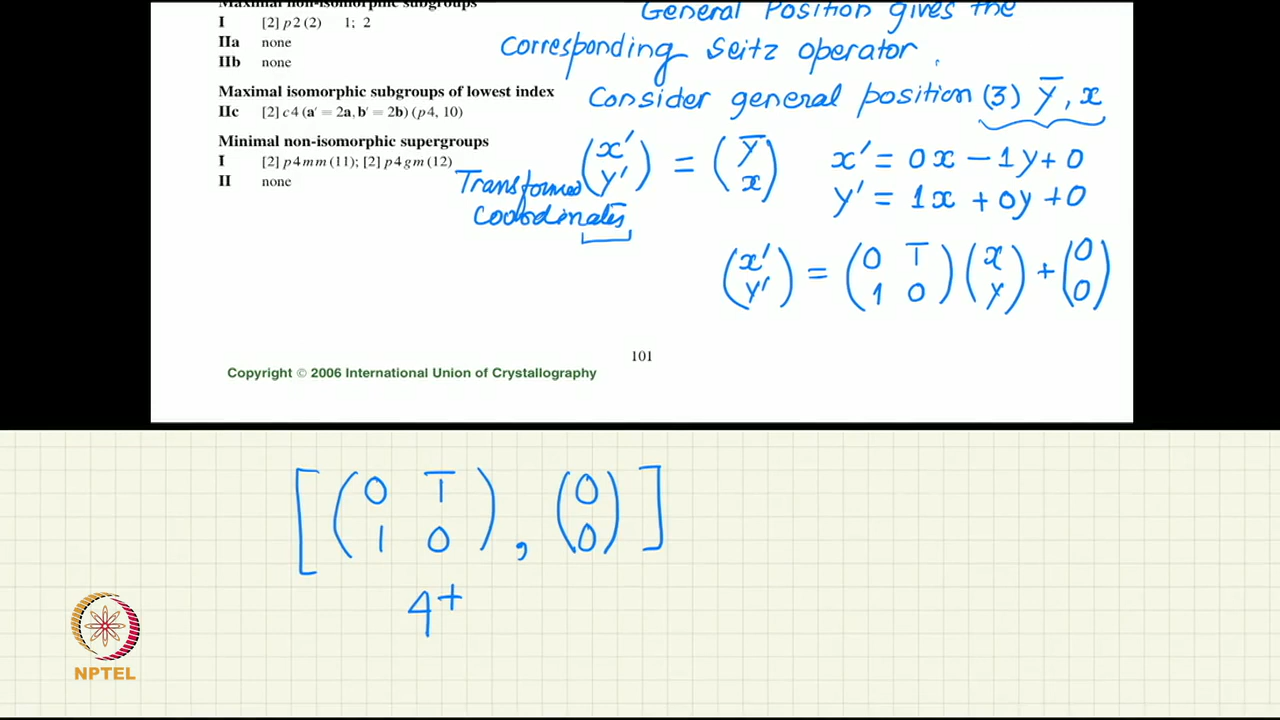 Maximal non-isomorphic subgroups
I [2] p2 (2) 1; 2
IIa none
IIb none
Maximal isomorphic subgroups of lowest index
IIc [2] c4 (a′ = 2a, b′ = 2b) (p4, 10)
Minimal non-isomorphic supergroups
I [2] p4mm (11); [2] p4gm (12)
II none
General Position gives the
corresponding Seitz operator.
Consider general position (3) y̅, x
Transformed
coordinates
(x′ y′) = (y̅ x)
x′ = 0x − 1y + 0
y′ = 1x + 0y + 0
(x′ y′) = (0 1̅ 1 0) (x y) + (0 0)
101
Copyright © 2006 International Union of Crystallography
[(0 1̅ 1 0), (0 0)]
4+
NPTEL